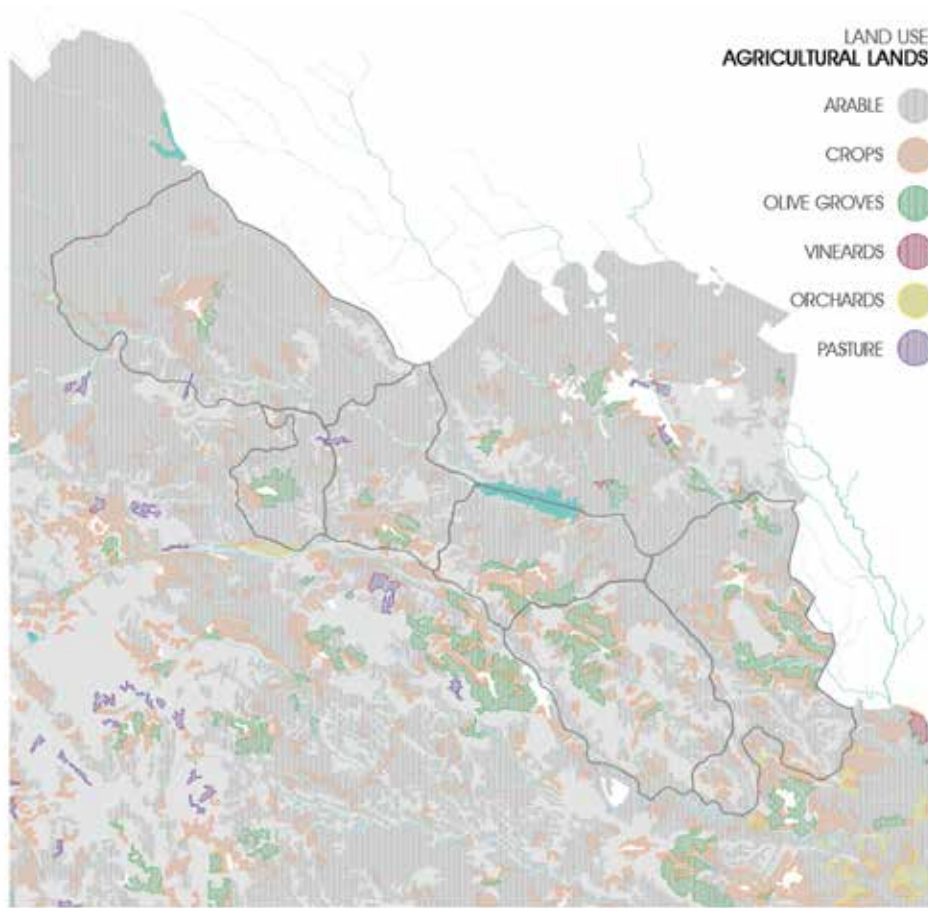 LAND USE
AGRICULTURAL LANDS
ARABLE
CROPS
OLIVE GROVES
VINEARDS
ORCHARDS
PASTURE